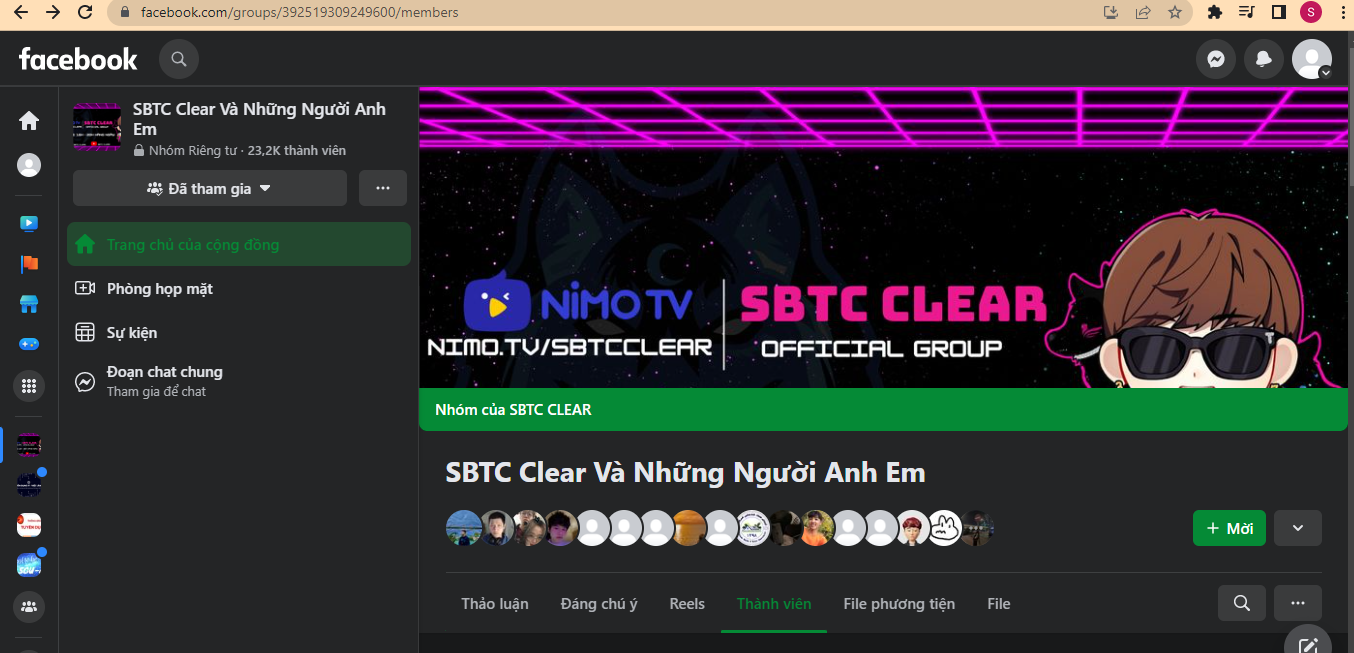 facebook.com/groups/392519309249600/members
S
facebook
SBTC Clear Và Những Người Anh
Em
Nhóm Riêng tư · 23,2K thành viên
Đã tham gia
Trang chủ của cộng đồng
Phòng họp mặt
Sự kiện
Đoạn chat chung
Tham gia để chat
NIMO TV
NIMO.TV/SBTCCLEAR
SBTC CLEAR
OFFICIAL GROUP
Nhóm của SBTC CLEAR
SBTC Clear Và Những Người Anh Em
+ Mời
Thảo luận
Đáng chú ý
Reels
Thành viên
File phương tiện
File